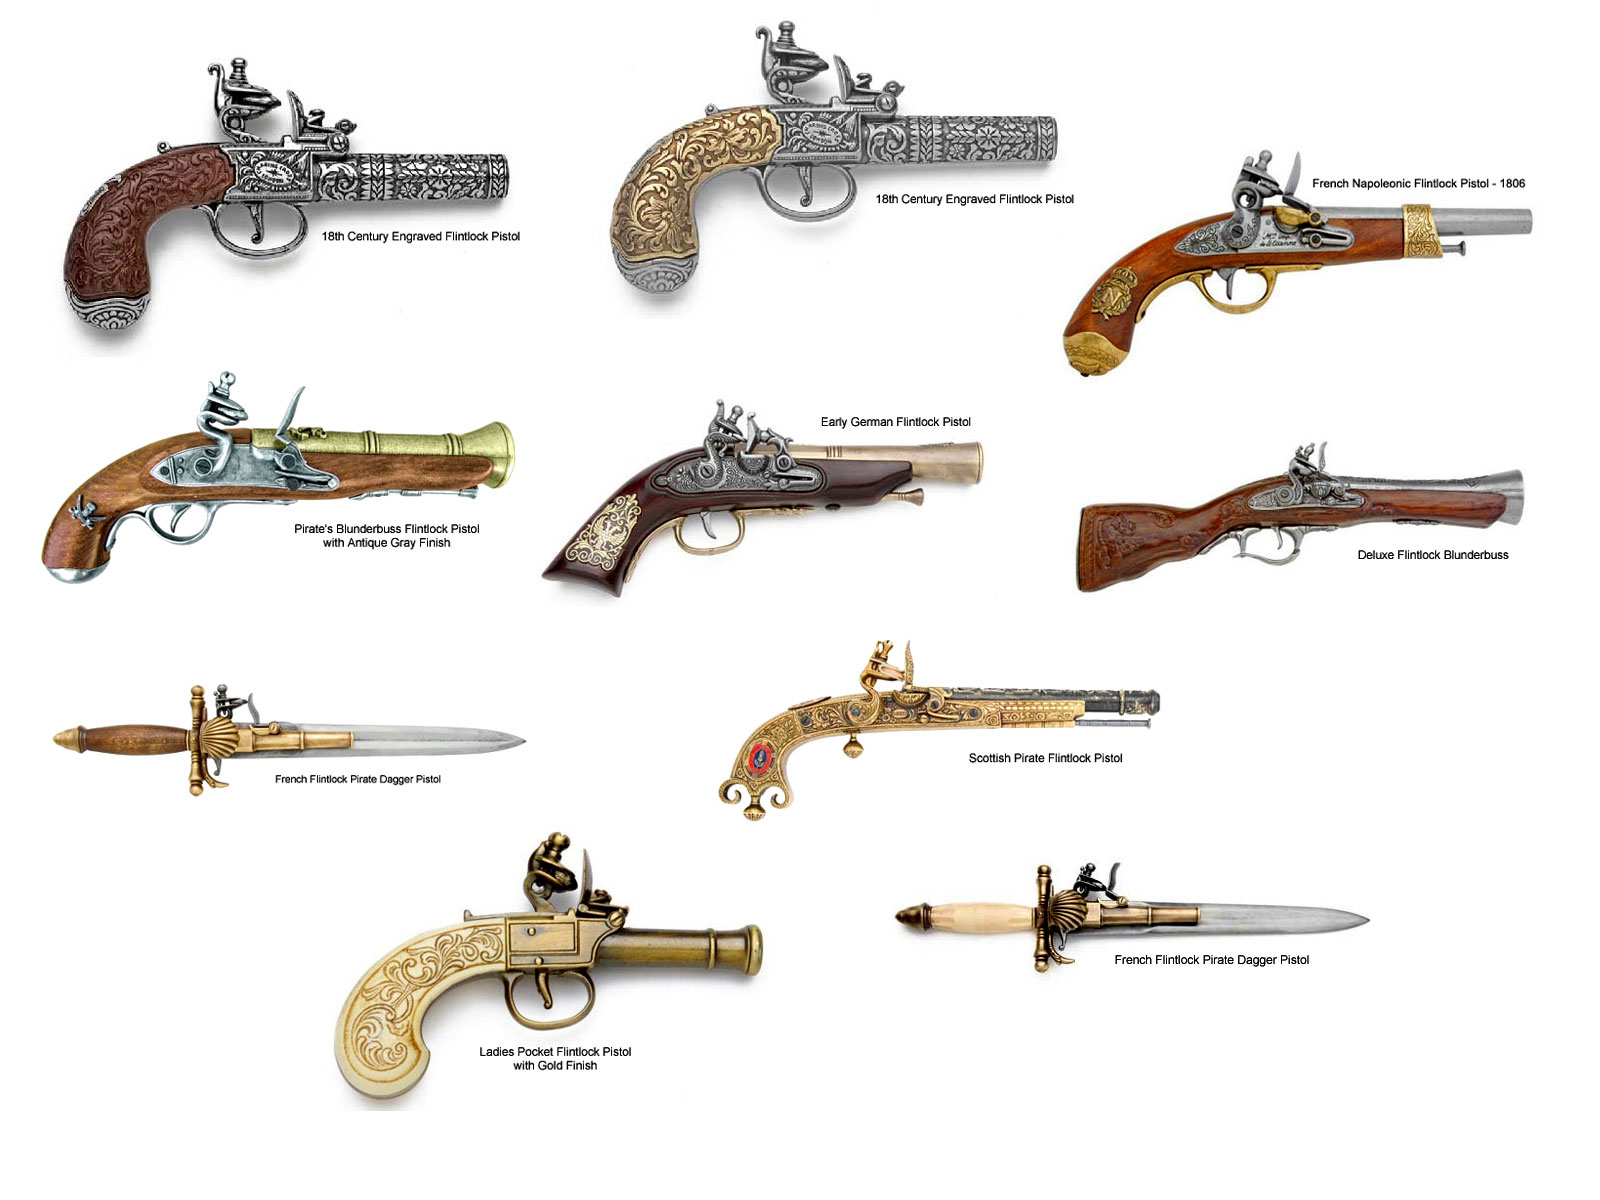 18th Century Engraved Flintlock Pistol
18th Century Engraved Flintlock Pistol
French Napoleonic Flintlock Pistol - 1806
N
Early German Flintlock Pistol
Pirate's Blunderbuss Flintlock Pistol
with Antique Gray Finish
Deluxe Flintlock Blunderbuss
Scottish Pirate Flintlock Pistol
French Flintlock Pirate Dagger Pistol
French Flintlock Pirate Dagger Pistol
Ladies Pocket Flintlock Pistol
with Gold Finish